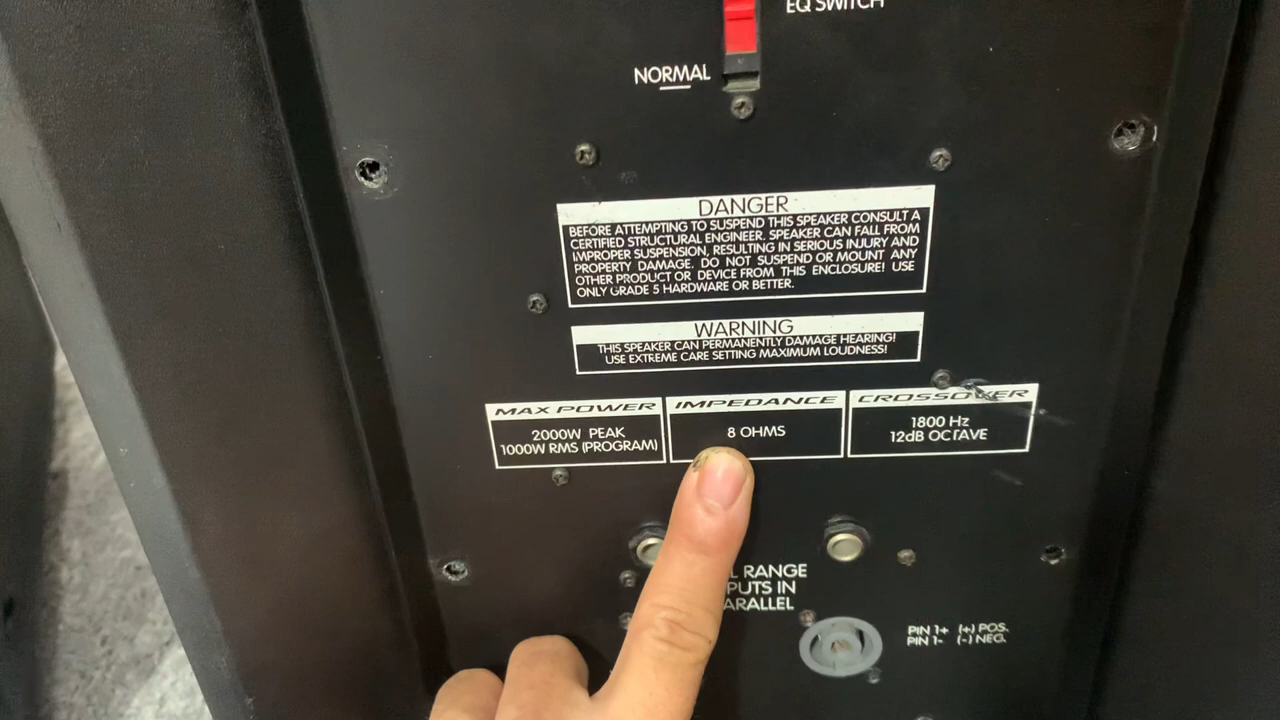 EQ SWITCH
NORMAL
DANGER
BEFORE ATTEMPTING TO SUSPEND THIS SPEAKER CONSULT A
CERTIFIED STRUCTURAL ENGINEER. SPEAKER CAN FALL FROM
IMPROPER SUSPENSION, RESULTING IN SERIOUS INJURY AND
PROPERTY DAMAGE. DO NOT SUSPEND OR MOUNT ANY
OTHER PRODUCT OR DEVICE FROM THIS ENCLOSURE! USE
ONLY GRADE 5 HARDWARE OR BETTER.
WARNING
THIS SPEAKER CAN PERMANENTLY DAMAGE HEARING!
USE EXTREME CARE SETTING MAXIMUM LOUDNESS!
MAX POWER
2000W PEAK
1000W RMS (PROGRAM)
IMPEDANCE
8 OHMS
CROSSOVER
1800 Hz
12dB OCTAVE
L RANGE
PUTS IN
ARALLEL
PIN 1+ (+) POS.
PIN 1- (-) NEG.